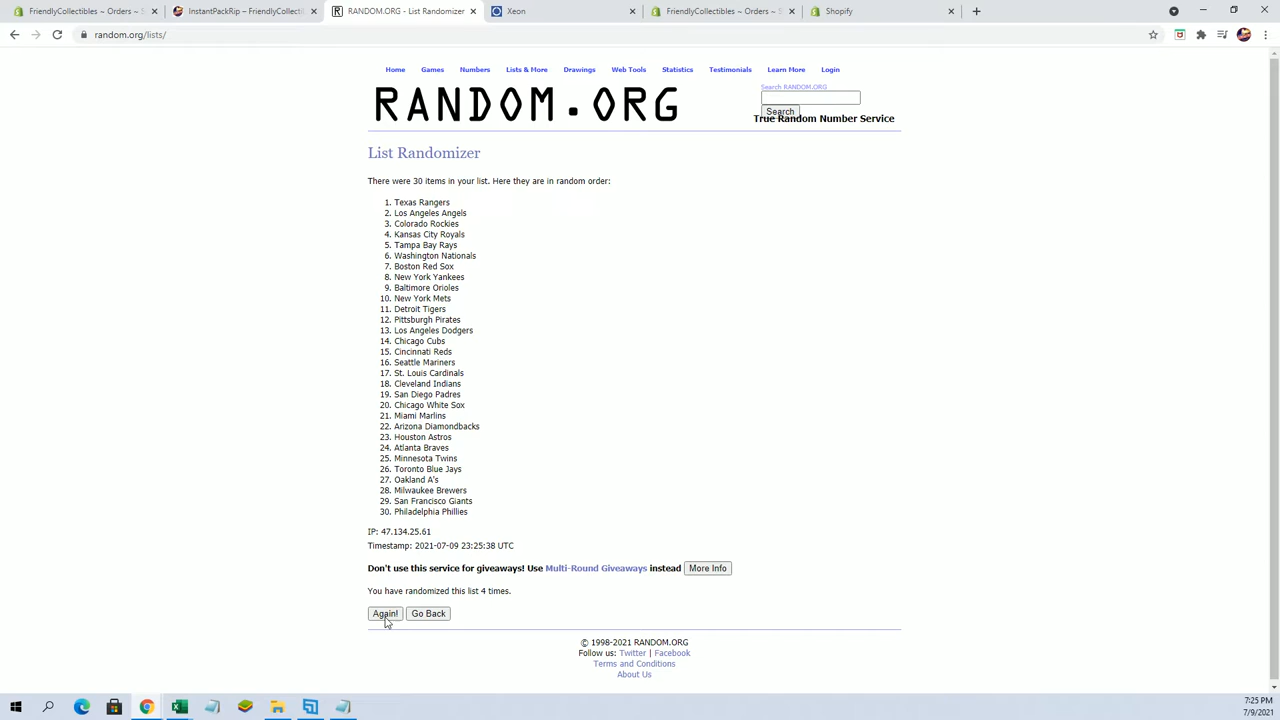 FriendlyCollectibles ~ Orders ~ S
InstantPackRip – FriendlyCollecti
RANDOM.ORG - List Randomizer
Xeon
FriendlyCollectibles ~ Orders ~ S
Shopify
random.org/lists/
Home Games Numbers Lists & More Drawings Web Tools Statistics Testimonials Learn More Login
RANDOM.ORG
Search RANDOM.ORG
Search
True Random Number Service
List Randomizer
There were 30 items in your list. Here they are in random order:
1. Texas Rangers
2. Los Angeles Angels
3. Colorado Rockies
4. Kansas City Royals
5. Tampa Bay Rays
6. Washington Nationals
7. Boston Red Sox
8. New York Yankees
9. Baltimore Orioles
10. New York Mets
11. Detroit Tigers
12. Pittsburgh Pirates
13. Los Angeles Dodgers
14. Chicago Cubs
15. Cincinnati Reds
16. Seattle Mariners
17. St. Louis Cardinals
18. Cleveland Indians
19. San Diego Padres
20. Chicago White Sox
21. Miami Marlins
22. Arizona Diamondbacks
23. Houston Astros
24. Atlanta Braves
25. Minnesota Twins
26. Toronto Blue Jays
27. Oakland A's
28. Milwaukee Brewers
29. San Francisco Giants
30. Philadelphia Phillies
IP: 47.134.25.61
Timestamp: 2021-07-09 23:25:38 UTC
Don't use this service for giveaways! Use Multi-Round Giveaways instead More Info
You have randomized this list 4 times.
Again! Go Back
© 1998-2021 RANDOM.ORG
Follow us: Twitter | Facebook
Terms and Conditions
About Us
7:25 PM
7/9/2021